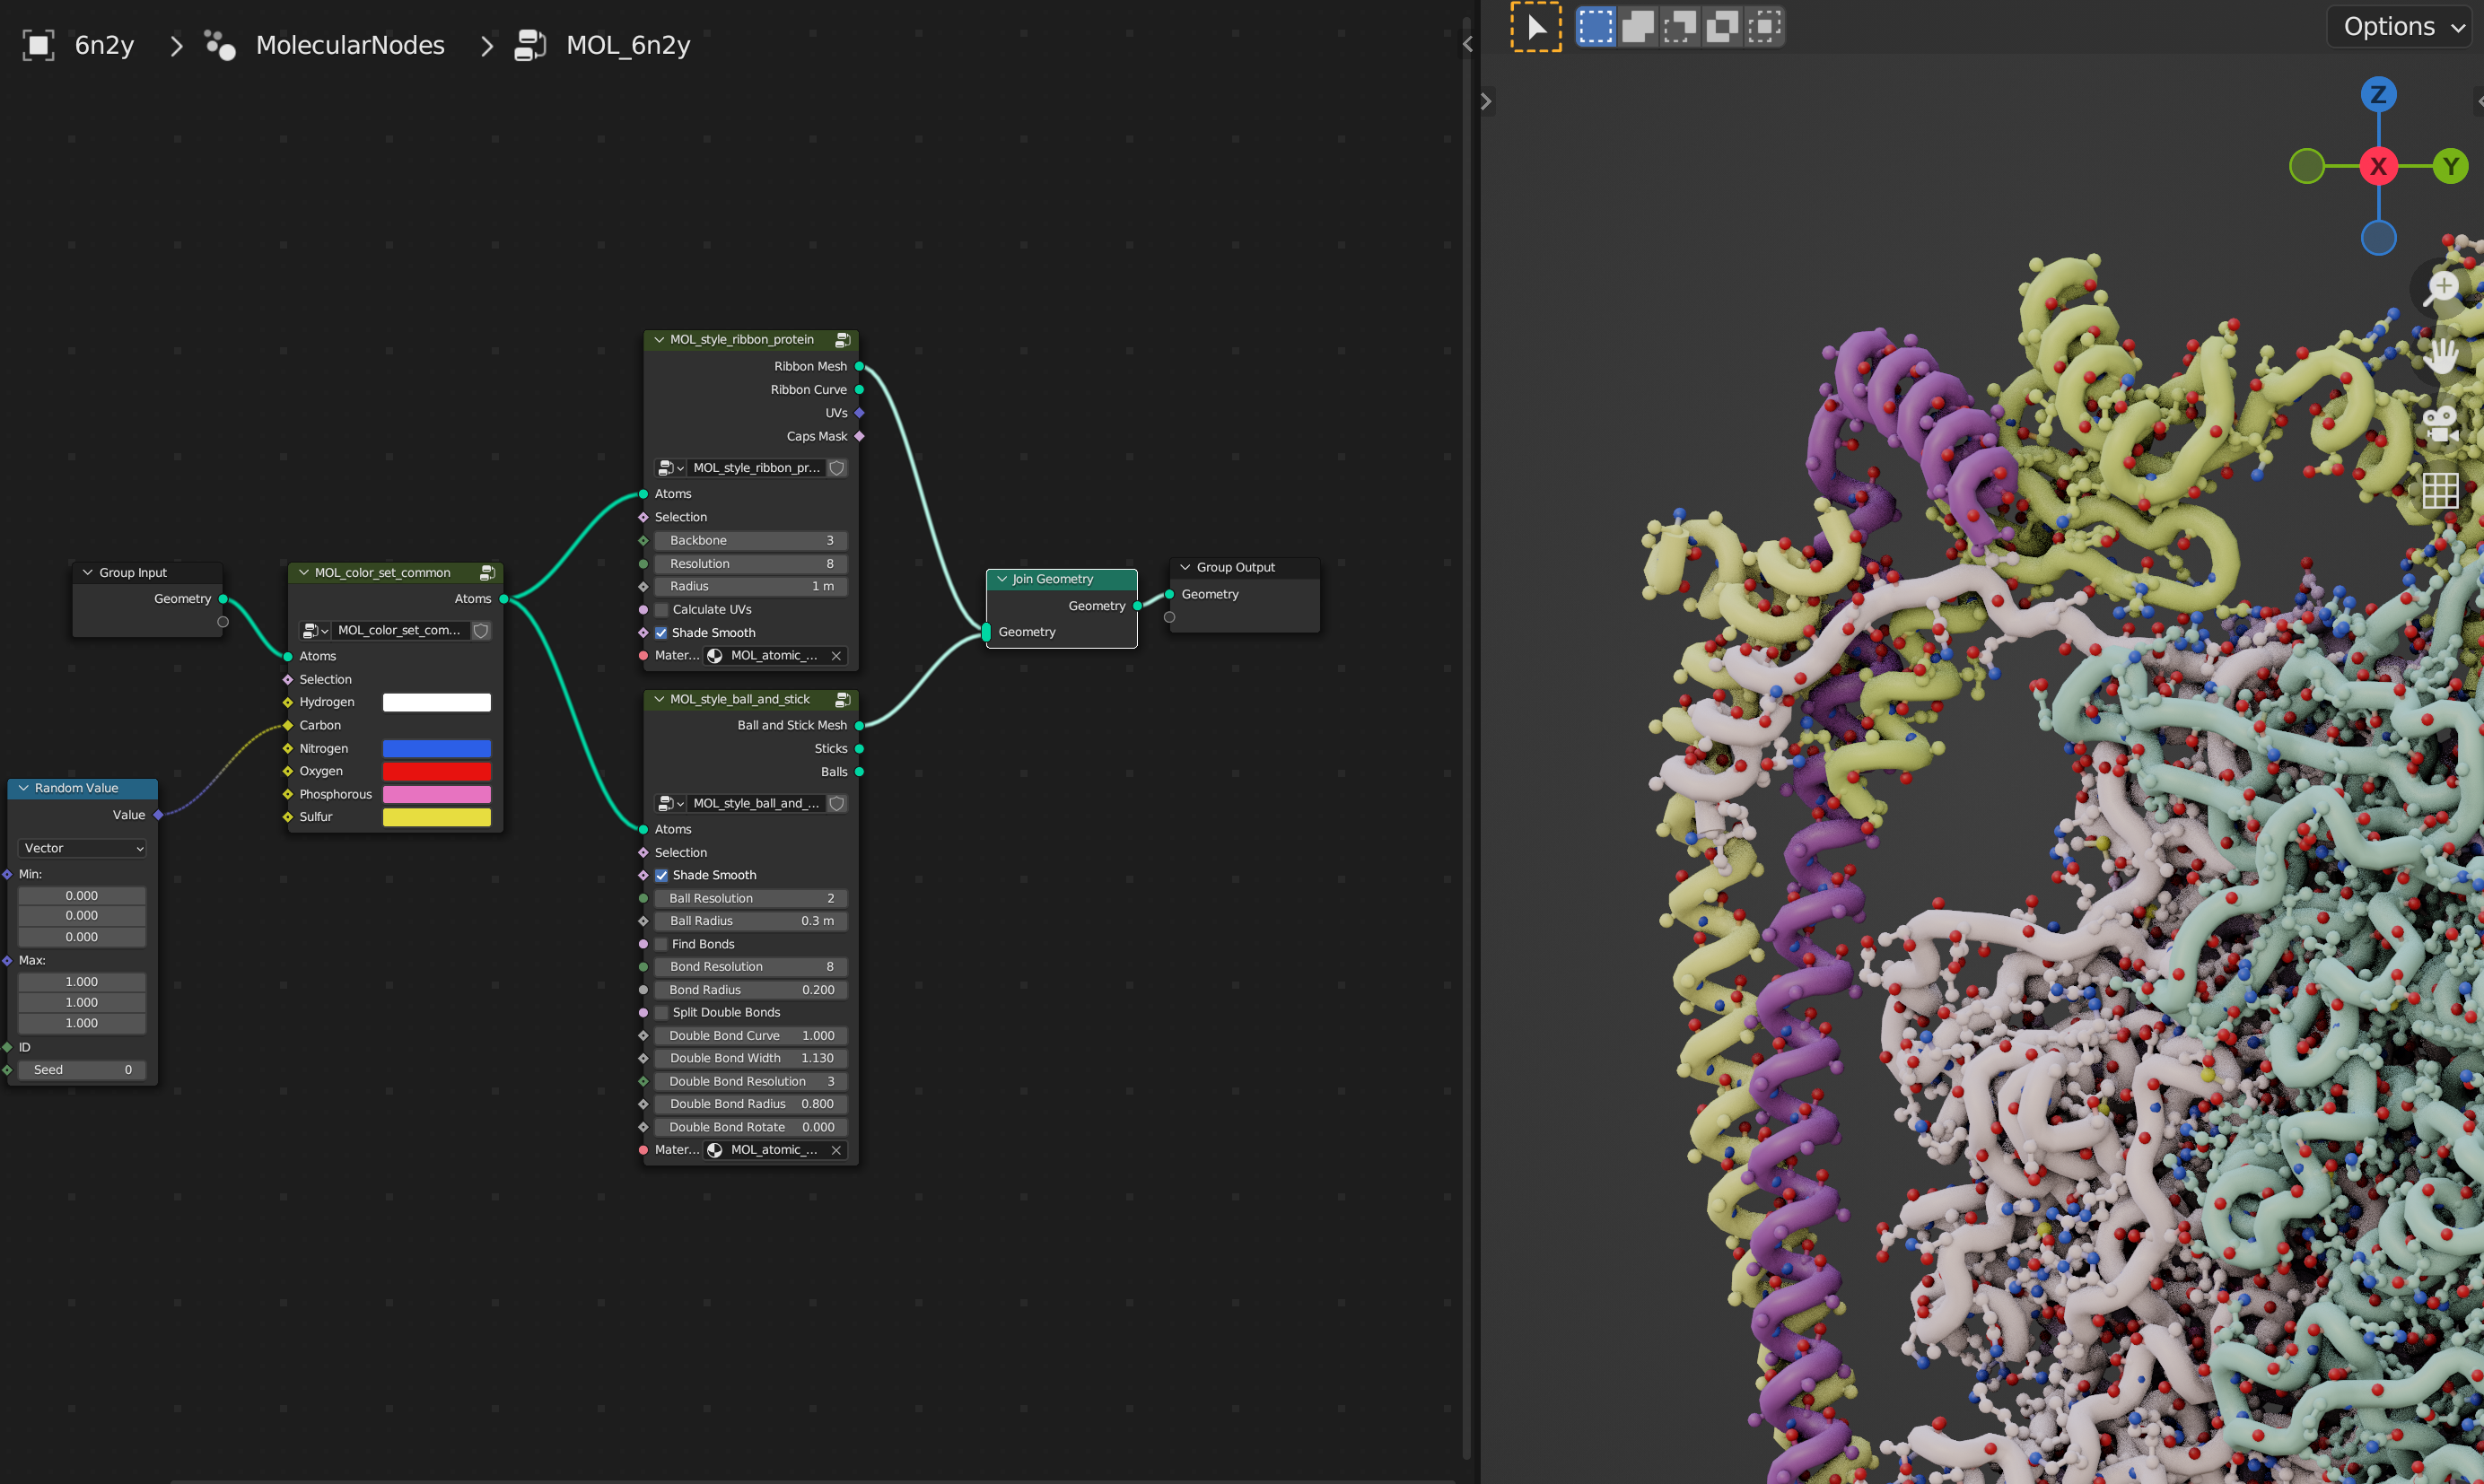 6n2y > MolecularNodes > MOL_6n2y
Options
Z
X
Y
MOL_style_ribbon_protein
Ribbon Mesh
Ribbon Curve
UVs
Caps Mask
MOL_style_ribbon_pr...
Atoms
Selection
Backbone 3
Resolution 8
Radius 1 m
Calculate UVs
Shade Smooth
Mater... MOL_atomic_...
Group Input
Geometry
MOL_color_set_common
Atoms
MOL_color_set_com...
Atoms
Selection
Hydrogen
Carbon
Nitrogen
Oxygen
Phosphorous
Sulfur
Random Value
Value
Vector
Min:
0.000
0.000
0.000
Max:
1.000
1.000
1.000
ID
Seed 0
MOL_style_ball_and_stick
Ball and Stick Mesh
Sticks
Balls
MOL_style_ball_and_...
Atoms
Selection
Shade Smooth
Ball Resolution 2
Ball Radius 0.3 m
Find Bonds
Bond Resolution 8
Bond Radius 0.200
Split Double Bonds
Double Bond Curve 1.000
Double Bond Width 1.130
Double Bond Resolution 3
Double Bond Radius 0.800
Double Bond Rotate 0.000
Mater... MOL_atomic_...
Join Geometry
Geometry
Geometry
Group Output
Geometry